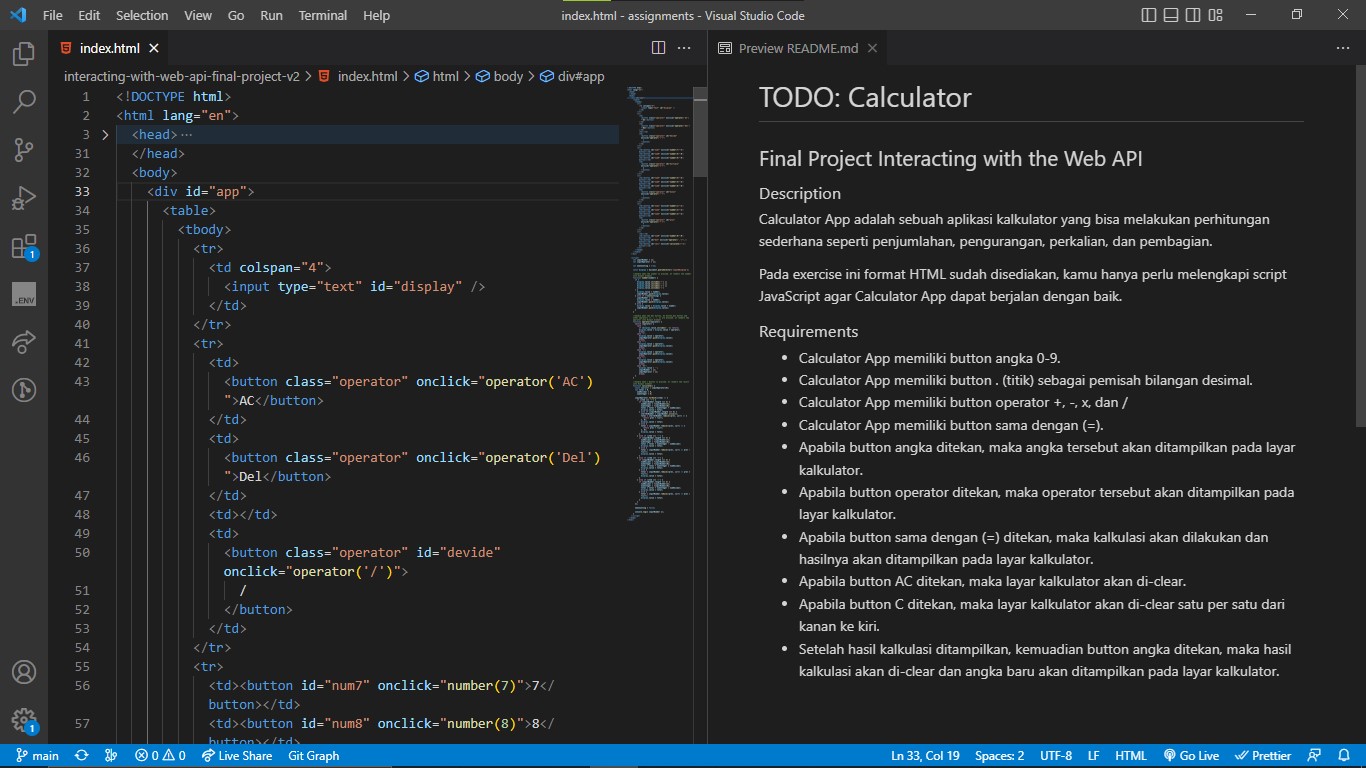 File Edit Selection View Go Run Terminal Help
index.html - assignments - Visual Studio Code
index.html
interacting-with-web-api-final-project-v2 > index.html > html > body > div#app
1 <!DOCTYPE html>
2 <html lang="en">
3 <head> ...
31 </head>
32 <body>
33 <div id="app">
34 <table>
35 <tbody>
36 <tr>
37 <td colspan="4">
38 <input type="text" id="display" />
39 </td>
40 </tr>
41 <tr>
42 <td>
43 <button class="operator" onclick="operator('AC')
">AC</button>
44 </td>
45 <td>
46 <button class="operator" onclick="operator('Del')
">Del</button>
47 </td>
48 <td></td>
49 <td>
50 <button class="operator" id="devide"
onclick="operator('/')">
51 /
52 </button>
53 </td>
54 </tr>
55 <tr>
56 <td><button id="num7" onclick="number(7)">7</
button></td>
57 <td><button id="num8" onclick="number(8)">8</
button></td>
Preview README.md
TODO: Calculator
Final Project Interacting with the Web API
Description
Calculator App adalah sebuah aplikasi kalkulator yang bisa melakukan perhitungan
sederhana seperti penjumlahan, pengurangan, perkalian, dan pembagian.
Pada exercise ini format HTML sudah disediakan, kamu hanya perlu melengkapi script
JavaScript agar Calculator App dapat berjalan dengan baik.
Requirements
• Calculator App memiliki button angka 0-9.
• Calculator App memiliki button . (titik) sebagai pemisah bilangan desimal.
• Calculator App memiliki button operator +, -, x, dan /
• Calculator App memiliki button sama dengan (=).
• Apabila button angka ditekan, maka angka tersebut akan ditampilkan pada layar
kalkulator.
• Apabila button operator ditekan, maka operator tersebut akan ditampilkan pada
layar kalkulator.
• Apabila button sama dengan (=) ditekan, maka kalkulasi akan dilakukan dan
hasilnya akan ditampilkan pada layar kalkulator.
• Apabila button AC ditekan, maka layar kalkulator akan di-clear.
• Apabila button C ditekan, maka layar kalkulator akan di-clear satu per satu dari
kanan ke kiri.
• Setelah hasil kalkulasi ditampilkan, kemuadian button angka ditekan, maka hasil
kalkulasi akan di-clear dan angka baru akan ditampilkan pada layar kalkulator.
1
.ENV
1
main 0 0 Live Share Git Graph
Ln 33, Col 19 Spaces: 2 UTF-8 LF HTML Go Live Prettier